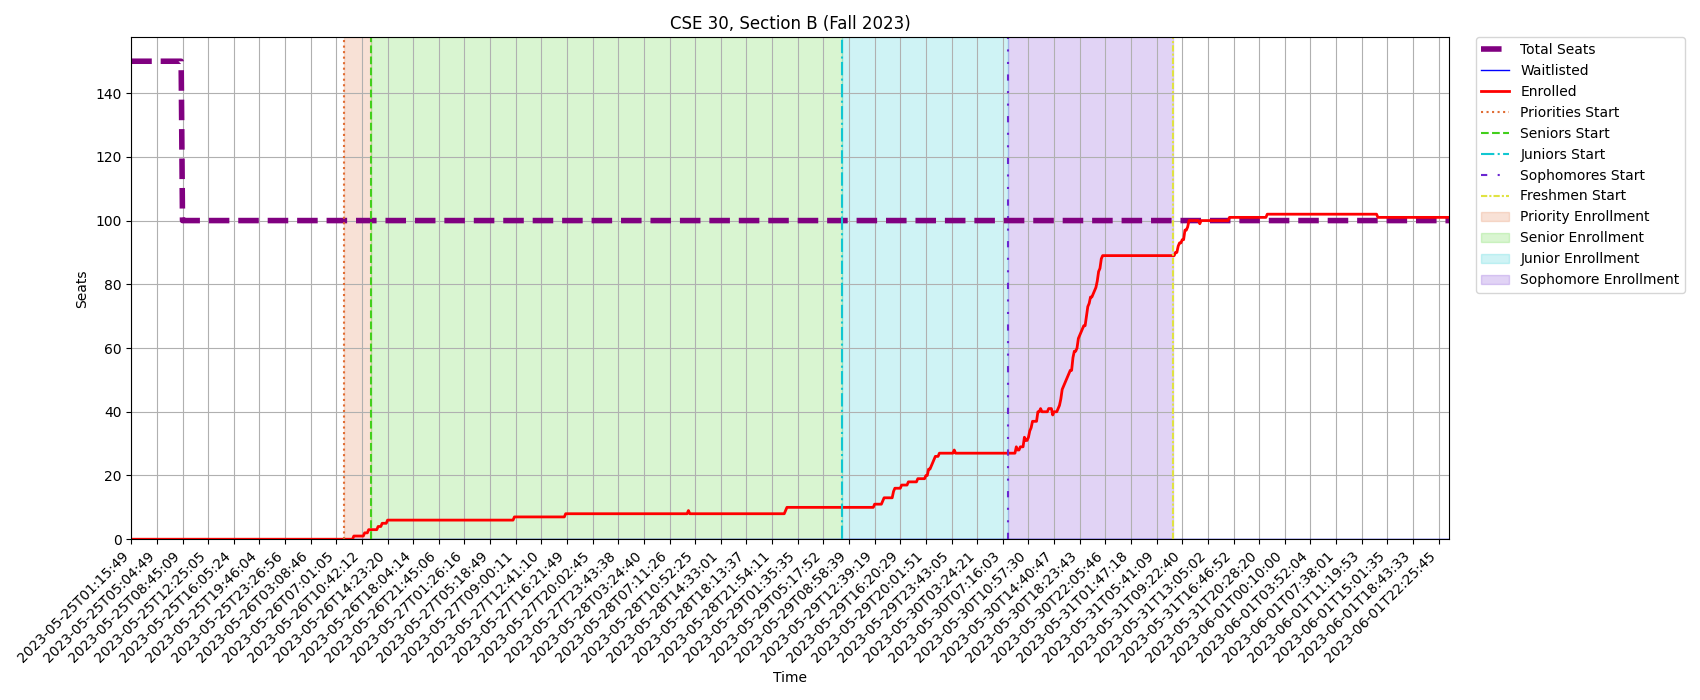 CSE 30, Section B (Fall 2023)
Seats
140
120
100
80
60
40
20
0
2023-05-25T01:15:49
2023-05-25T05:04:49
2023-05-25T08:45:09
2023-05-25T12:25:05
2023-05-25T16:05:24
2023-05-25T19:46:04
2023-05-25T23:26:56
2023-05-26T03:08:46
2023-05-26T07:01:05
2023-05-26T10:42:12
2023-05-26T14:23:20
2023-05-26T18:04:14
2023-05-26T21:45:06
2023-05-27T01:26:16
2023-05-27T05:18:49
2023-05-27T09:00:11
2023-05-27T12:41:10
2023-05-27T16:21:49
2023-05-27T20:02:45
2023-05-27T23:43:38
2023-05-28T03:24:40
2023-05-28T07:11:26
2023-05-28T10:52:25
2023-05-28T14:33:01
2023-05-28T18:13:37
2023-05-28T21:54:11
2023-05-29T01:35:35
2023-05-29T05:17:52
2023-05-29T08:58:39
2023-05-29T12:39:19
2023-05-29T16:20:29
2023-05-29T20:01:51
2023-05-29T23:43:05
2023-05-30T03:24:21
2023-05-30T07:16:03
2023-05-30T10:57:30
2023-05-30T14:40:47
2023-05-30T18:23:43
2023-05-30T22:05:46
2023-05-31T01:47:18
2023-05-31T05:41:09
2023-05-31T09:22:40
2023-05-31T13:05:02
2023-05-31T16:46:52
2023-05-31T20:28:20
2023-06-01T00:10:00
2023-06-01T03:52:04
2023-06-01T07:38:01
2023-06-01T11:19:53
2023-06-01T15:01:35
2023-06-01T18:43:33
2023-06-01T22:25:45
Time
Total Seats
Waitlisted
Enrolled
Priorities Start
Seniors Start
Juniors Start
Sophomores Start
Freshmen Start
Priority Enrollment
Senior Enrollment
Junior Enrollment
Sophomore Enrollment